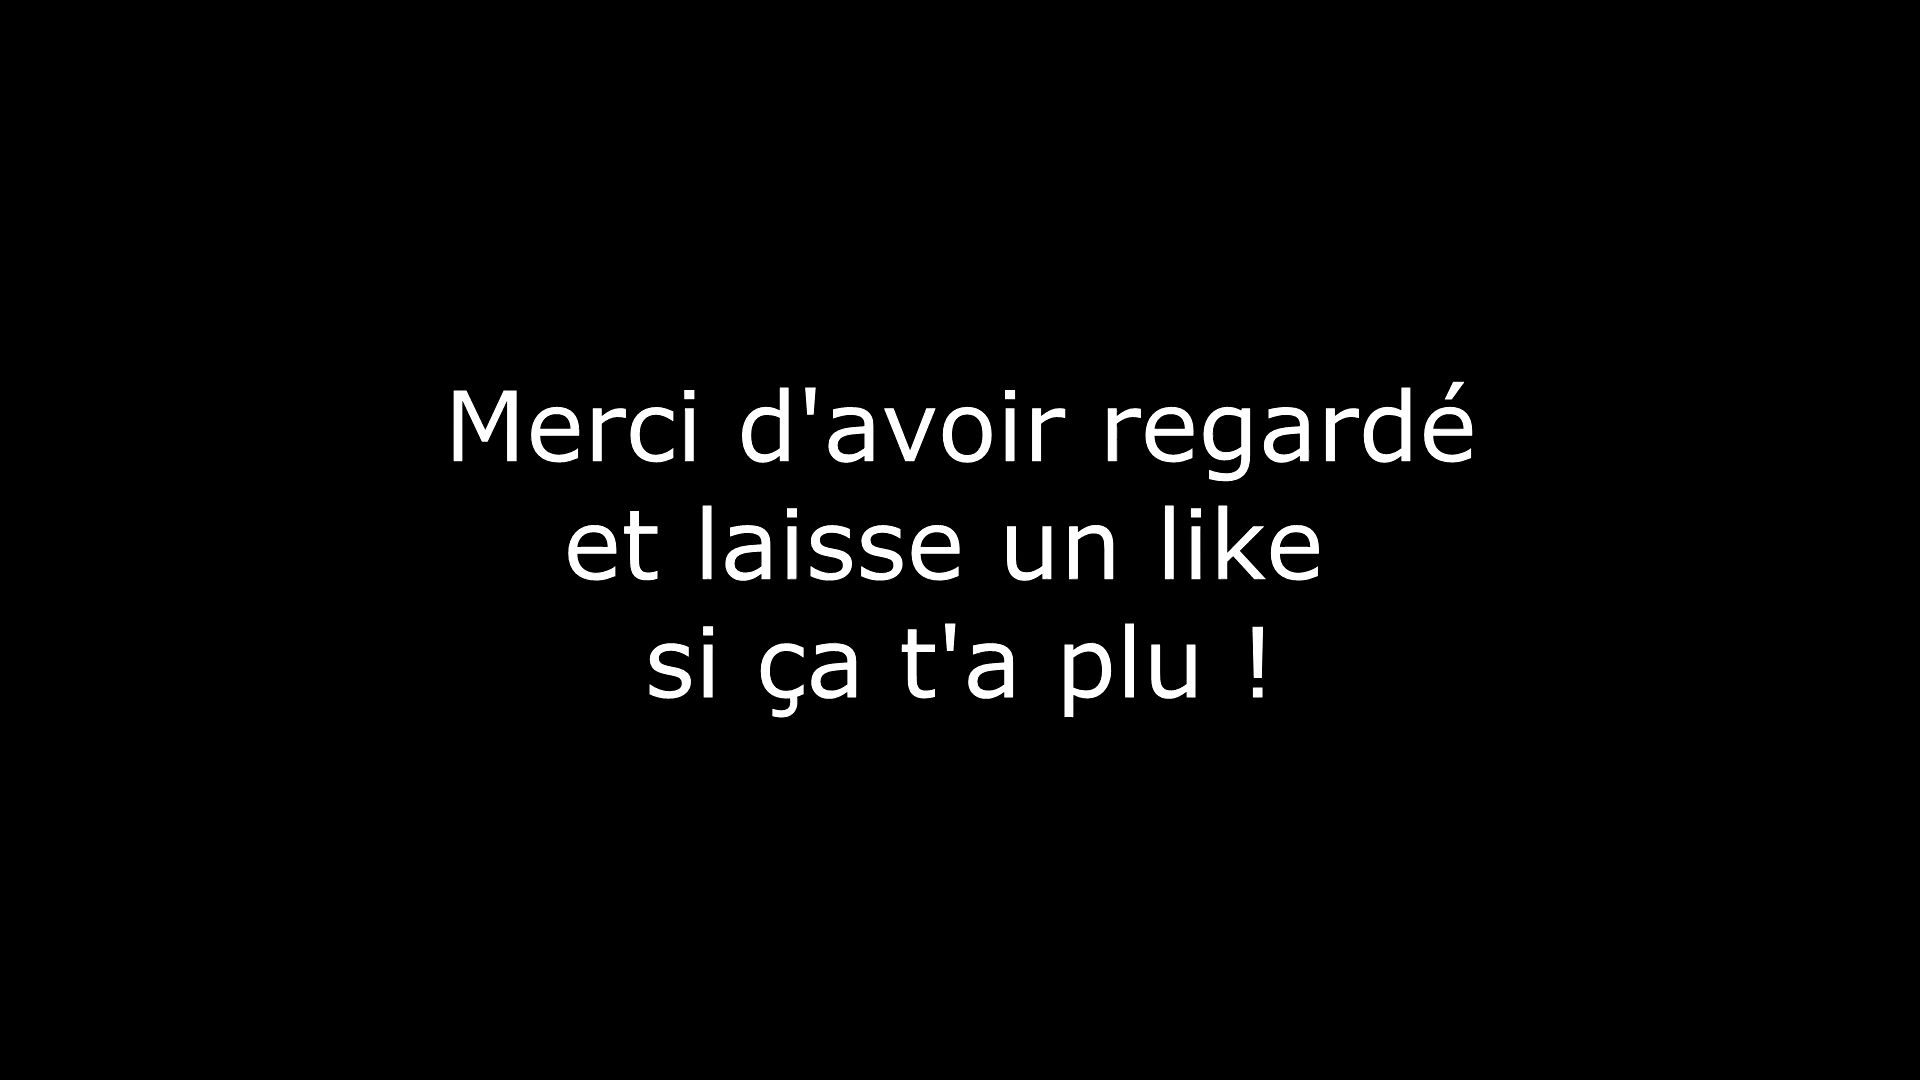 Merci d'avoir regardé
et laisse un like
si ça t'a plu !